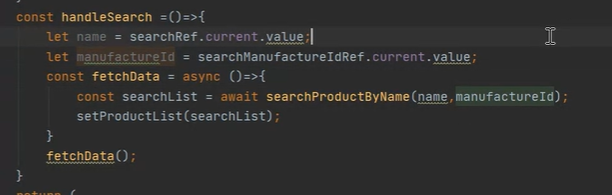 const handleSearch =()=>{
let name = searchRef.current.value;
let manufactureId = searchManufactureIdRef.current.value;
const fetchData = async ()=>{
const searchList = await searchProductByName(name,manufactureId);
setProductList(searchList);
}
fetchData();
}
return (